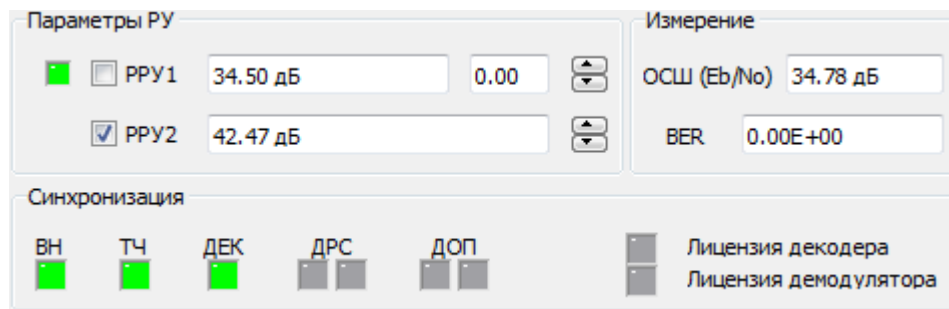 Параметры РУ
РРУ1 34.50 дБ 0.00
РРУ2 42.47 дБ
Измерение
ОСШ (Eb/No) 34.78 дБ
BER 0.00E+00
Синхронизация
ВН ТЧ ДЕК ДРС ДОП
Лицензия декодера
Лицензия демодулятора